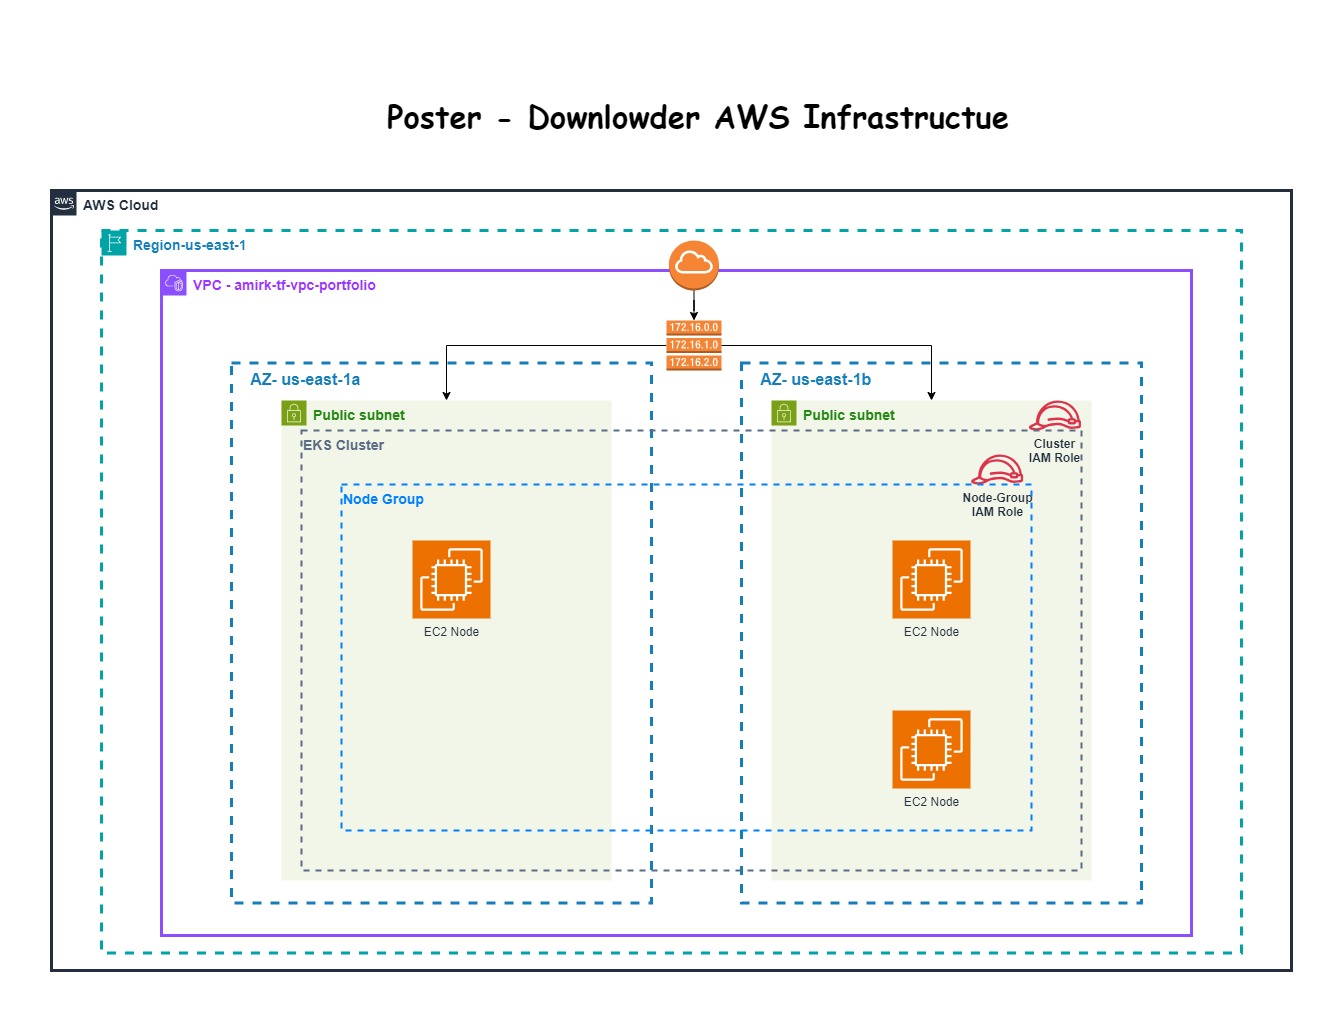 Poster - Downlowder AWS Infrastructue
aws
AWS Cloud
Region-us-east-1
VPC - amirk-tf-vpc-portfolio
172.16.0.0
172.16.1.0
172.16.2.0
AZ- us-east-1a
AZ- us-east-1b
Public subnet
Public subnet
EKS Cluster
Cluster
IAM Role
Node Group
Node-Group
IAM Role
EC2 Node
EC2 Node
EC2 Node